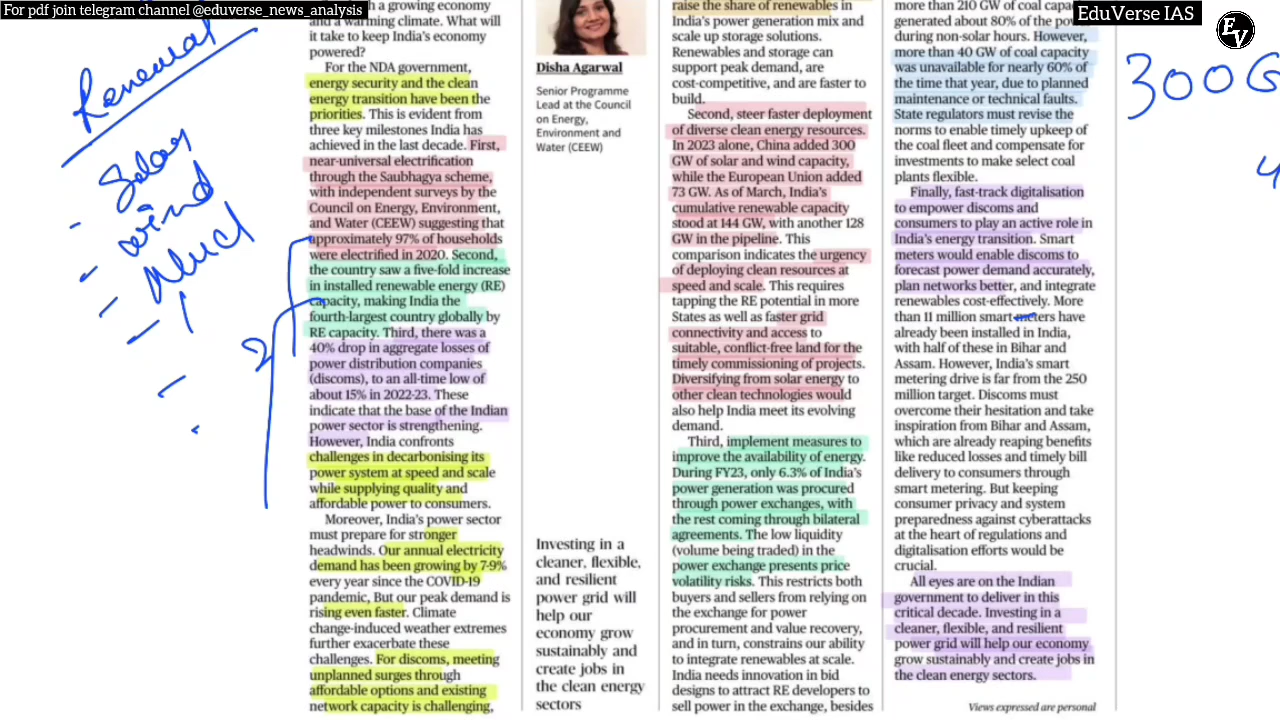 For pdf join telegram channel @eduverse_news_analysis
EduVerse IAS
EV
Renewal
- Solar
- wind
2
300G
with a growing economy
and a warming climate. What will
it take to keep India's economy
powered?
For the NDA government,
energy security and the clean
energy transition have been the
priorities. This is evident from
three key milestones India has
achieved in the last decade. First,
near-universal electrification
through the Saubhagya scheme,
with independent surveys by the
Council on Energy, Environment,
and Water (CEEW) suggesting that
approximately 97% of households
were electrified in 2020. Second,
the country saw a five-fold increase
in installed renewable energy (RE)
capacity, making India the
fourth-largest country globally by
RE capacity. Third, there was a
40% drop in aggregate losses of
power distribution companies
(discoms), to an all-time low of
about 15% in 2022-23. These
indicate that the base of the Indian
power sector is strengthening.
However, India confronts
challenges in decarbonising its
power system at speed and scale
while supplying quality and
affordable power to consumers.
Moreover, India's power sector
must prepare for stronger
headwinds. Our annual electricity
demand has been growing by 7-9%
every year since the COVID-19
pandemic, But our peak demand is
rising even faster. Climate
change-induced weather extremes
further exacerbate these
challenges. For discoms, meeting
unplanned surges through
affordable options and existing
network capacity is challenging,
Disha Agarwal
Senior Programme
Lead at the Council
on Energy,
Environment and
Water (CEEW)
Investing in a
cleaner, flexible,
and resilient
power grid will
help our
economy grow
sustainably and
create jobs in
the clean energy
sectors
raise the share of renewables in
India's power generation mix and
scale up storage solutions.
Renewables and storage can
support peak demand, are
cost-competitive, and are faster to
build.
Second, steer faster deployment
of diverse clean energy resources.
In 2023 alone, China added 300
GW of solar and wind capacity,
while the European Union added
73 GW. As of March, India's
cumulative renewable capacity
stood at 144 GW, with another 128
GW in the pipeline. This
comparison indicates the urgency
of deploying clean resources at
speed and scale. This requires
tapping the RE potential in more
States as well as faster grid
connectivity and access to
suitable, conflict-free land for the
timely commissioning of projects.
Diversifying from solar energy to
other clean technologies would
also help India meet its evolving
demand.
Third, implement measures to
improve the availability of energy.
During FY23, only 6.3% of India's
power generation was procured
through power exchanges, with
the rest coming through bilateral
agreements. The low liquidity
(volume being traded) in the
power exchange presents price
volatility risks. This restricts both
buyers and sellers from relying on
the exchange for power
procurement and value recovery,
and in turn, constrains our ability
to integrate renewables at scale.
India needs innovation in bid
designs to attract RE developers to
sell power in the exchange, besides
more than 210 GW of coal capacity
generated about 80% of the power
during non-solar hours. However,
more than 40 GW of coal capacity
was unavailable for nearly 60% of
the time that year, due to planned
maintenance or technical faults.
State regulators must revise the
norms to enable timely upkeep of
the coal fleet and compensate for
investments to make select coal
plants flexible.
Finally, fast-track digitalisation
to empower discoms and
consumers to play an active role in
India's energy transition. Smart
meters would enable discoms to
forecast power demand accurately,
plan networks better, and integrate
renewables cost-effectively. More
than 11 million smart meters have
already been installed in India,
with half of these in Bihar and
Assam. However, India's smart
metering drive is far from the 250
million target. Discoms must
overcome their hesitation and take
inspiration from Bihar and Assam,
which are already reaping benefits
like reduced losses and timely bill
delivery to consumers through
smart metering. But keeping
consumer privacy and system
preparedness against cyberattacks
at the heart of regulations and
digitalisation efforts would be
crucial.
All eyes are on the Indian
government to deliver in this
critical decade. Investing in a
cleaner, flexible, and resilient
power grid will help our economy
grow sustainably and create jobs in
the clean energy sectors.
Views expressed are personal